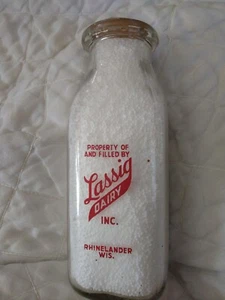 PROPERTY OF
AND FILLED BY
Lassig
DAIRY
INC.
RHINELANDER
WIS.